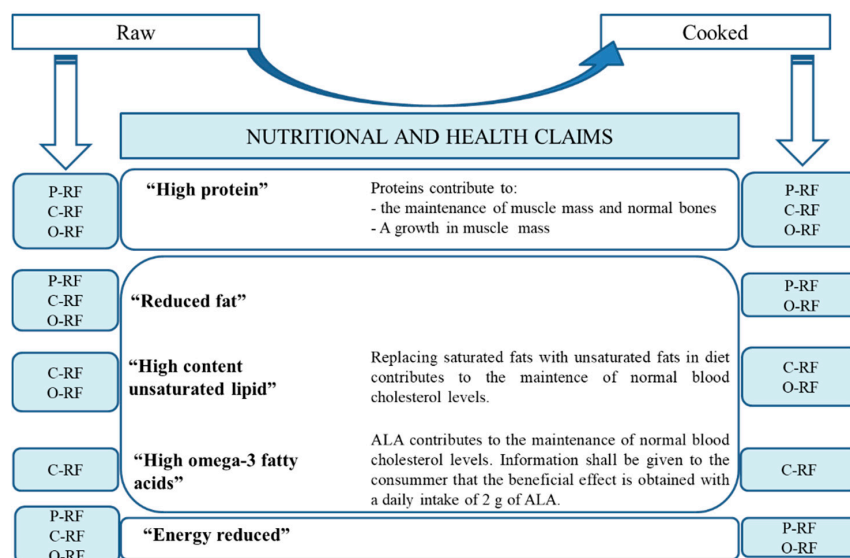 Raw
Cooked
NUTRITIONAL AND HEALTH CLAIMS
P-RF
C-RF
O-RF
“High protein”
Proteins contribute to:
- the maintenance of muscle mass and normal bones
- A growth in muscle mass
P-RF
C-RF
O-RF
P-RF
C-RF
O-RF
“Reduced fat”
P-RF
O-RF
C-RF
O-RF
“High content
unsaturated lipid”
Replacing saturated fats with unsaturated fats in diet
contributes to the maintence of normal blood
cholesterol levels.
C-RF
O-RF
C-RF
“High omega-3 fatty
acids”
ALA contributes to the maintenance of normal blood
cholesterol levels. Information shall be given to the
consummer that the beneficial effect is obtained with
a daily intake of 2 g of ALA.
C-RF
P-RF
C-RF
O-RF
“Energy reduced”
P-RF
O-RF